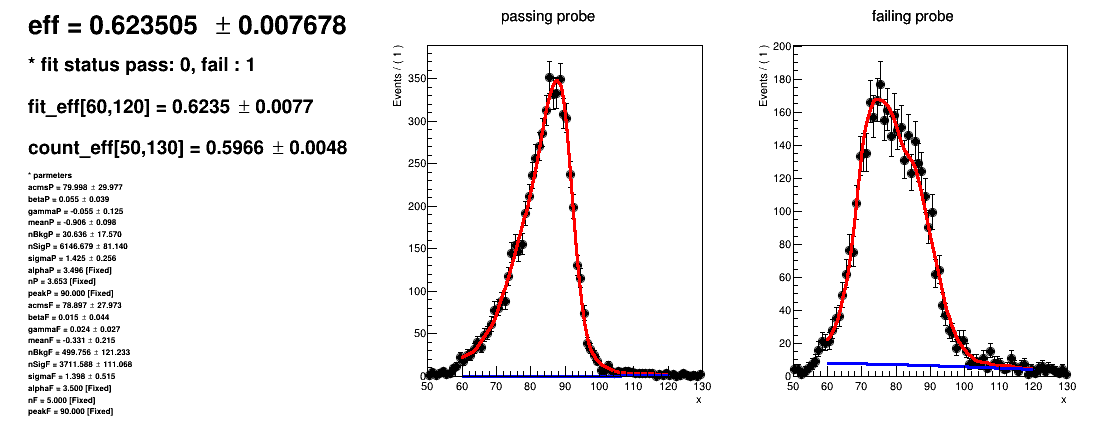 eff = 0.623505 ± 0.007678
* fit status pass: 0, fail : 1
fit_eff[60,120] = 0.6235 ± 0.0077
count_eff[50,130] = 0.5966 ± 0.0048
* parmeters
acmsP = 79.998 ± 29.977
betaP = 0.055 ± 0.039
gammaP = -0.055 ± 0.125
meanP = -0.906 ± 0.098
nBkgP = 30.636 ± 17.570
nSigP = 6146.679 ± 81.140
sigmaP = 1.425 ± 0.256
alphaP = 3.496 [Fixed]
nP = 3.653 [Fixed]
peakP = 90.000 [Fixed]
acmsF = 78.897 ± 27.973
betaF = 0.015 ± 0.044
gammaF = 0.024 ± 0.027
meanF = -0.331 ± 0.215
nBkgF = 499.756 ± 121.233
nSigF = 3711.588 ± 111.068
sigmaF = 1.398 ± 0.515
alphaF = 3.500 [Fixed]
nF = 5.000 [Fixed]
peakF = 90.000 [Fixed]
passing probe
Events / ( 1 )
350
300
250
200
150
100
50
0
50 60 70 80 90 100 110 120 130
x
failing probe
Events / ( 1 )
200
180
160
140
120
100
80
60
40
20
0
50 60 70 80 90 100 110 120 130
x